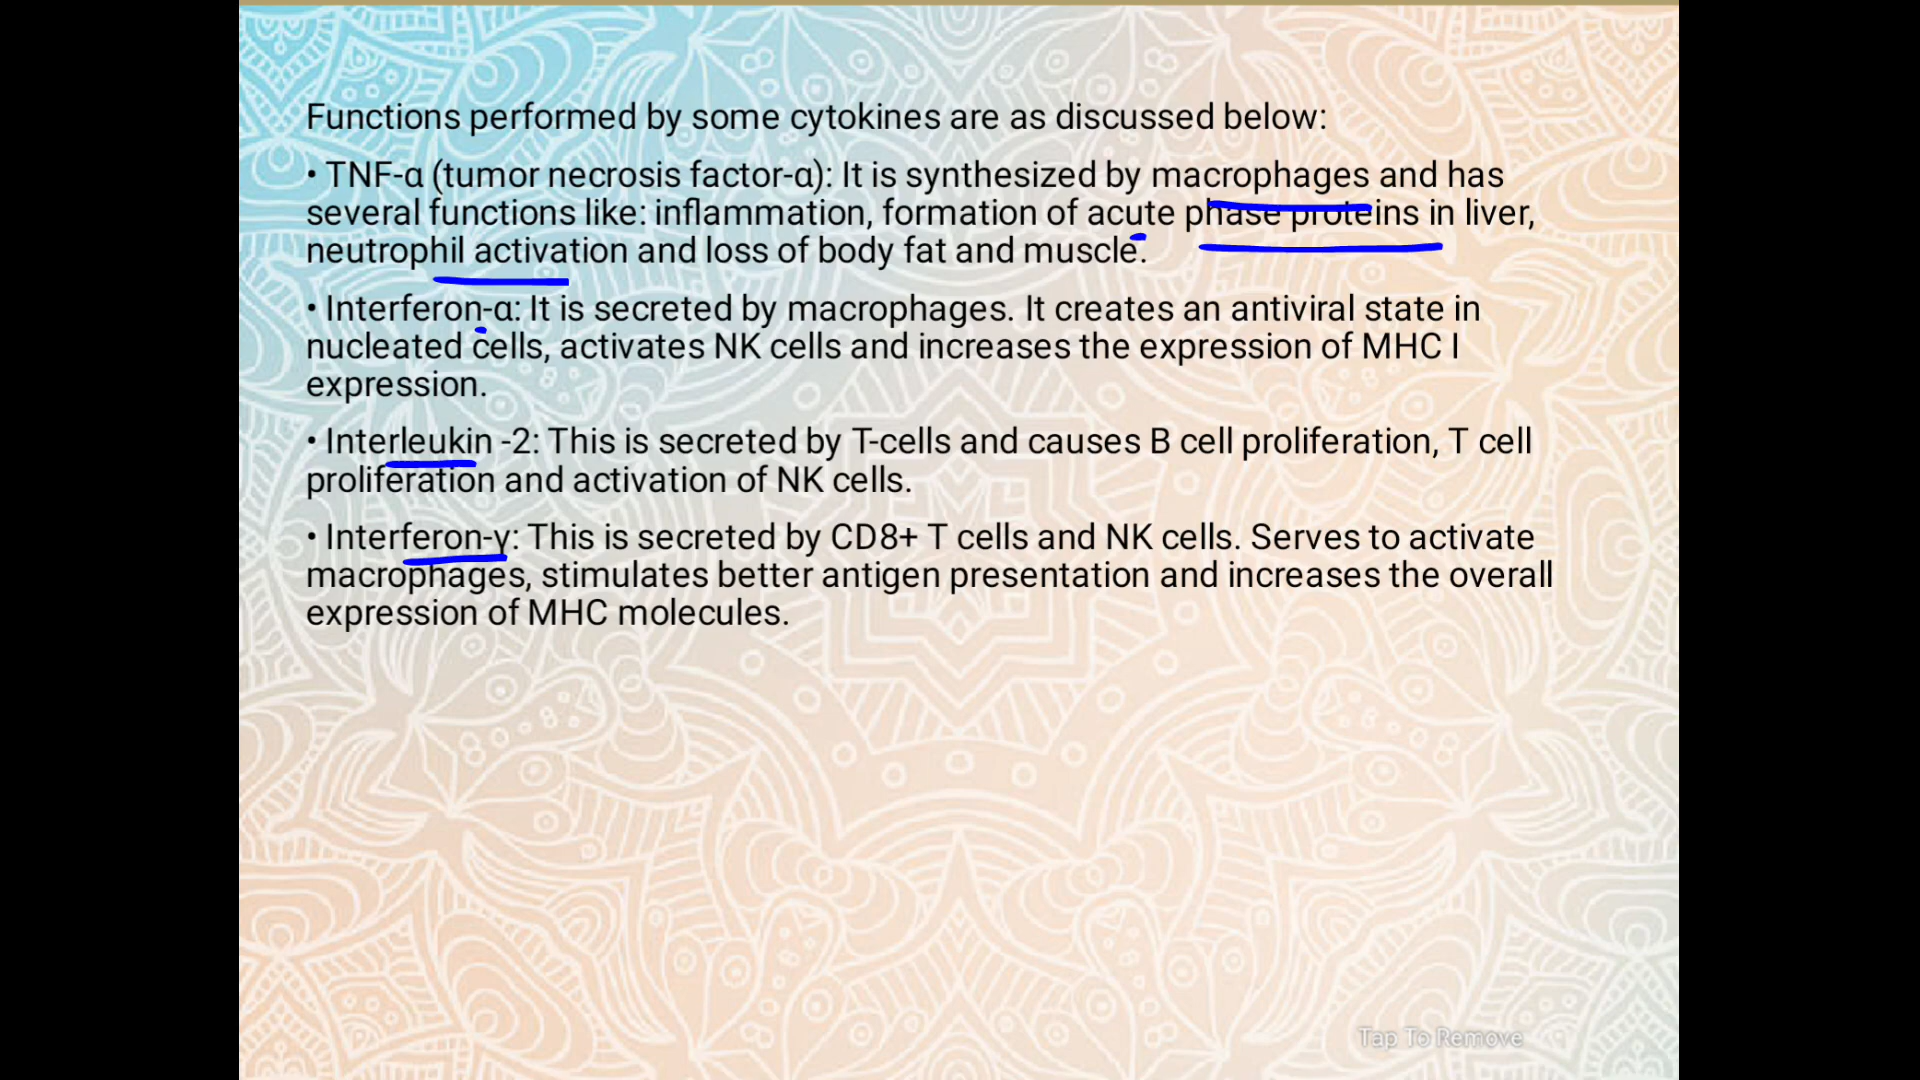 Functions performed by some cytokines are as discussed below:
• TNF-α (tumor necrosis factor-α): It is synthesized by macrophages and has
several functions like: inflammation, formation of acute phase proteins in liver,
neutrophil activation and loss of body fat and muscle.
• Interferon-α: It is secreted by macrophages. It creates an antiviral state in
nucleated cells, activates NK cells and increases the expression of MHC I
expression.
• Interleukin -2: This is secreted by T-cells and causes B cell proliferation, T cell
proliferation and activation of NK cells.
• Interferon-γ: This is secreted by CD8+ T cells and NK cells. Serves to activate
macrophages, stimulates better antigen presentation and increases the overall
expression of MHC molecules.
Tap To Remove